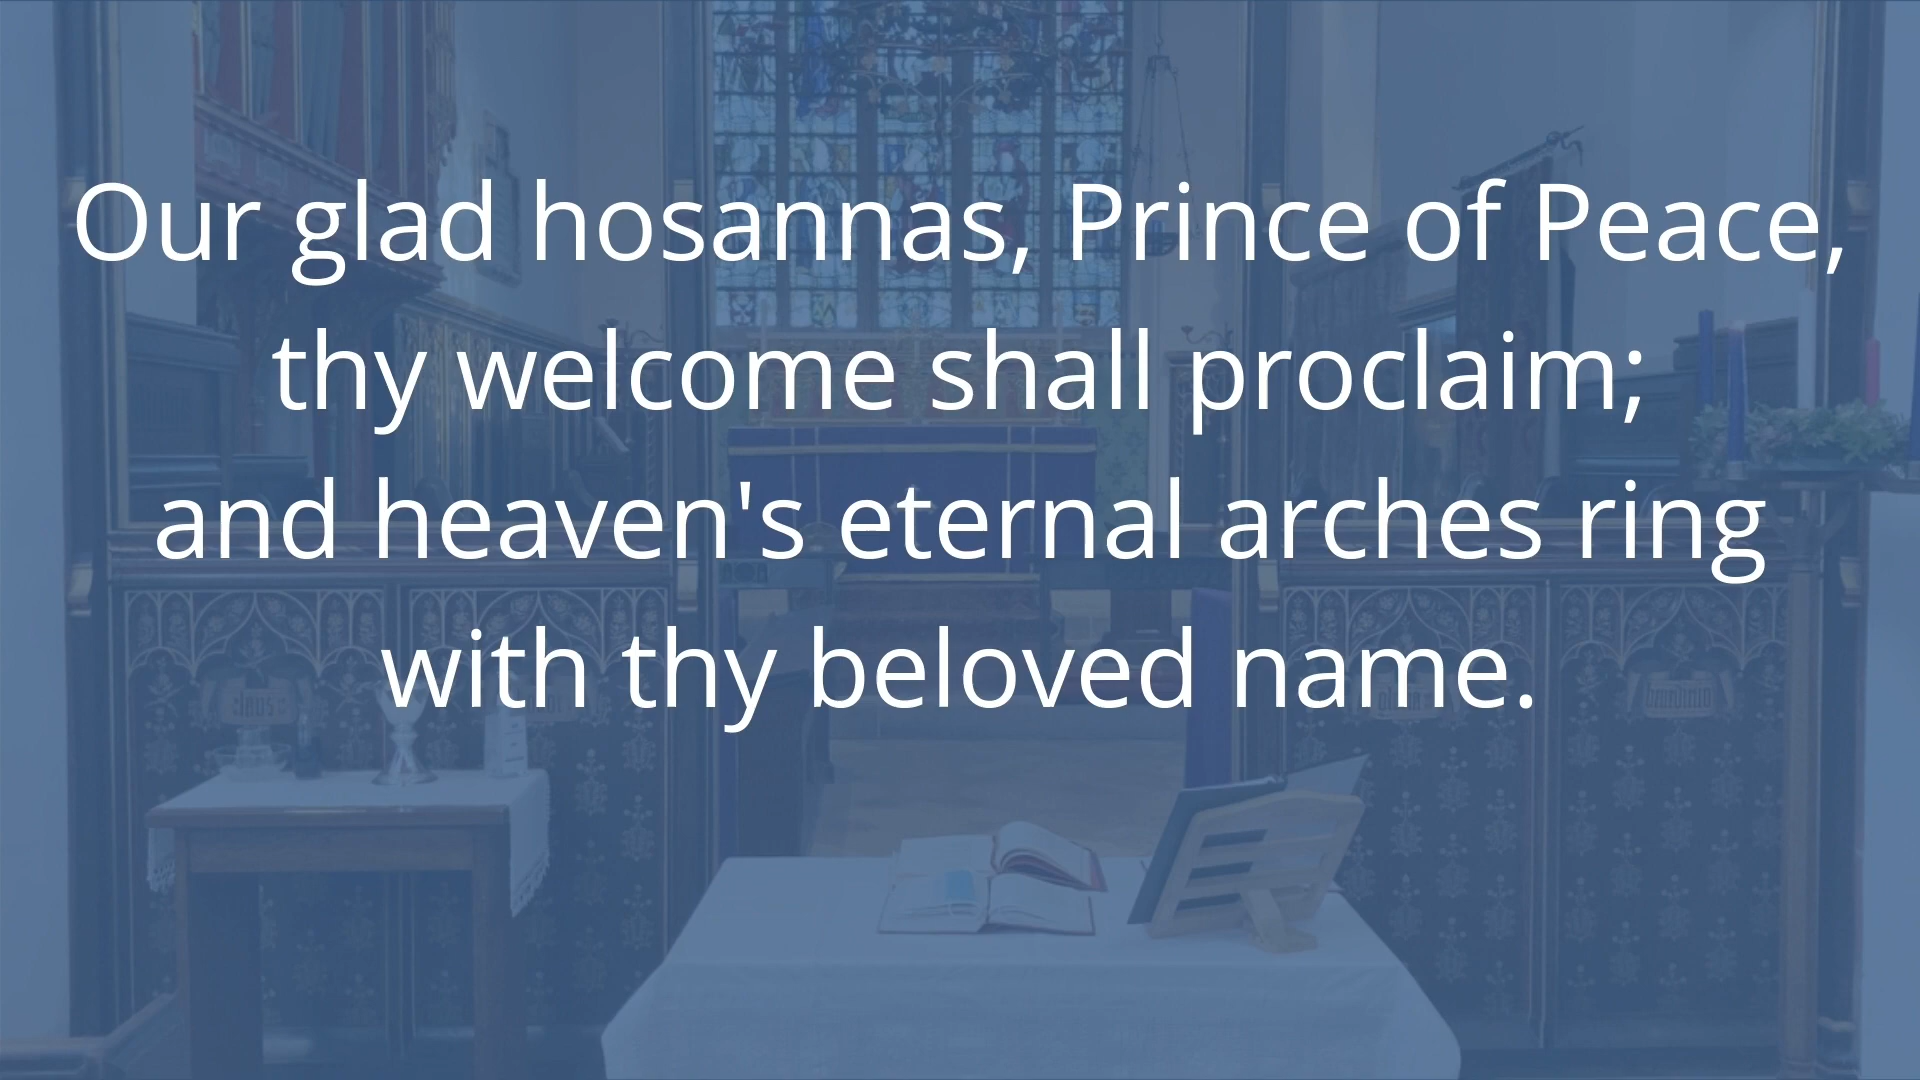 Our glad hosannas, Prince of Peace,
thy welcome shall proclaim;
and heaven's eternal arches ring
with thy beloved name.